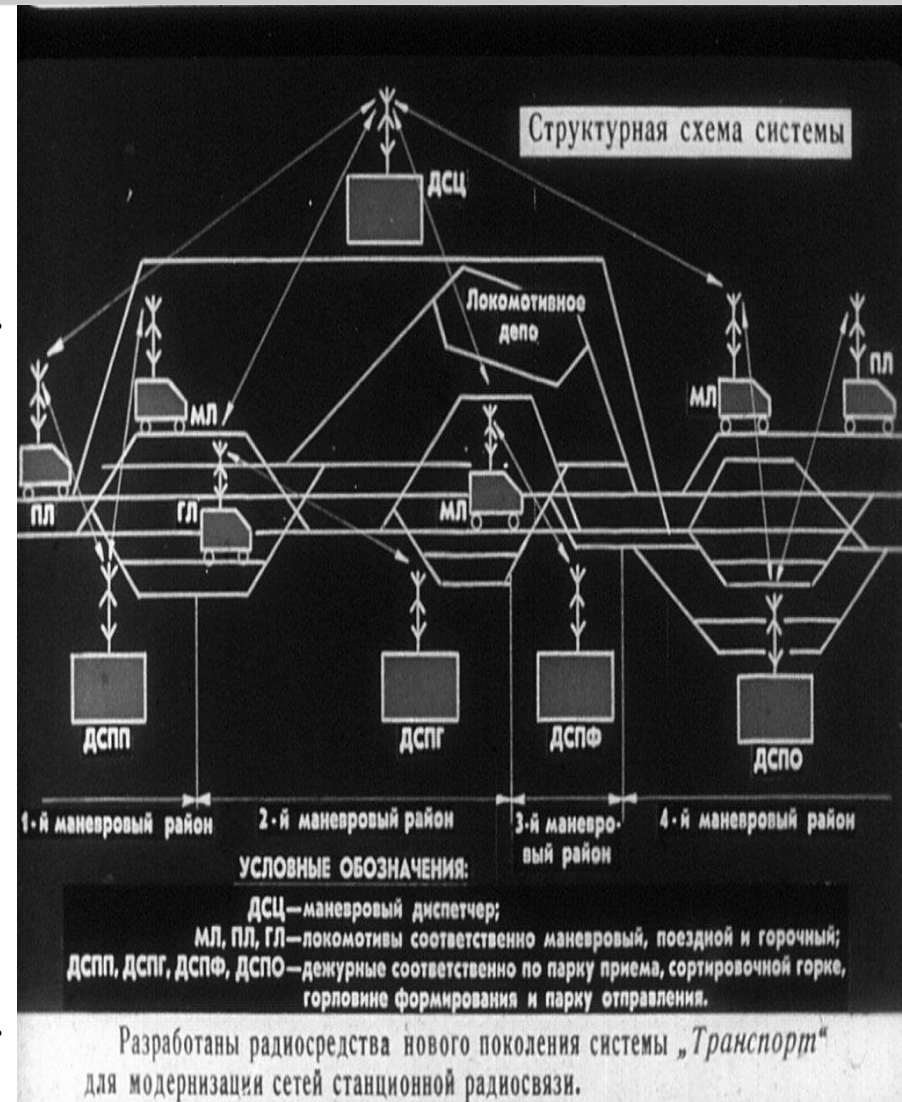 Структурная схема системы
ДСЦ
Локомотивное
депо
ПЛ
МЛ
МЛ
ПЛ
ГЛ
МЛ
ДСПП
ДСПГ
ДСПФ
ДСПО
1-й маневровый район
2-й маневровый район
3-й маневро-
вый район
4-й маневровый район
УСЛОВНЫЕ ОБОЗНАЧЕНИЯ:
ДСЦ—маневровый диспетчер;
МЛ, ПЛ, ГЛ—локомотивы соответственно маневровый, поездной и горочный;
ДСПП, ДСПГ, ДСПФ, ДСПО—дежурные соответственно по парку приема, сортировочной горке,
горловине формирования и парку отправления.
Разработаны радиосредства нового поколения системы „Транспорт“
для модернизаци сетей станционной радиосвязи.